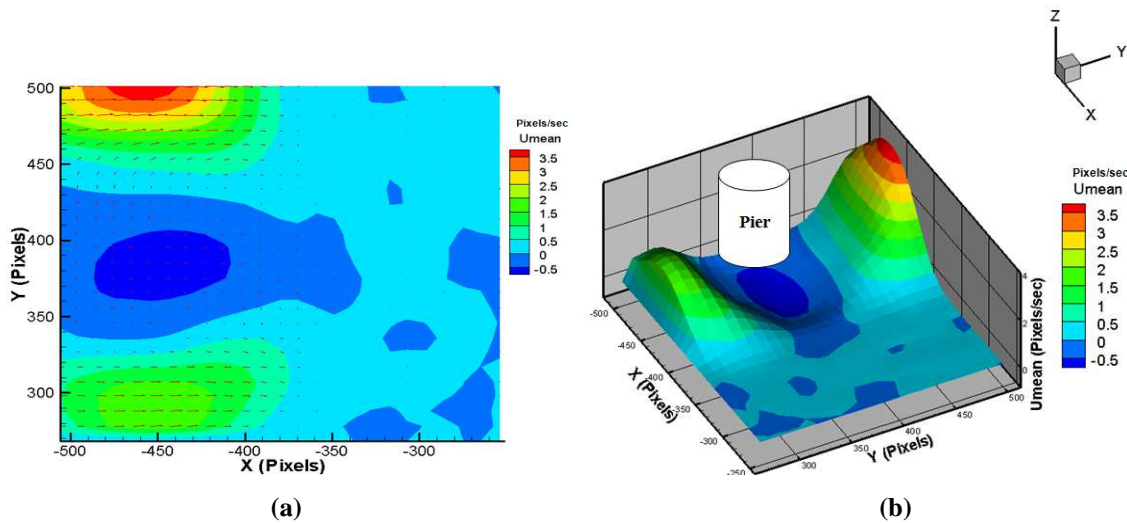 Z
Y
X
500
450
400
350
300
Y (Pixels)
-500
-450
-400
-350
-300
X (Pixels)
Pixels/sec
Umean
3.5
3
2.5
2
1.5
1
0.5
0
-0.5
(a)
Pier
-500
-450
-400
-350
-300
-250
X (Pixels)
300
350
400
450
500
Y (Pixels)
4
2
0
Umean (Pixels/sec)
Pixels/sec
Umean
3.5
3
2.5
2
1.5
1
0.5
0
-0.5
(b)